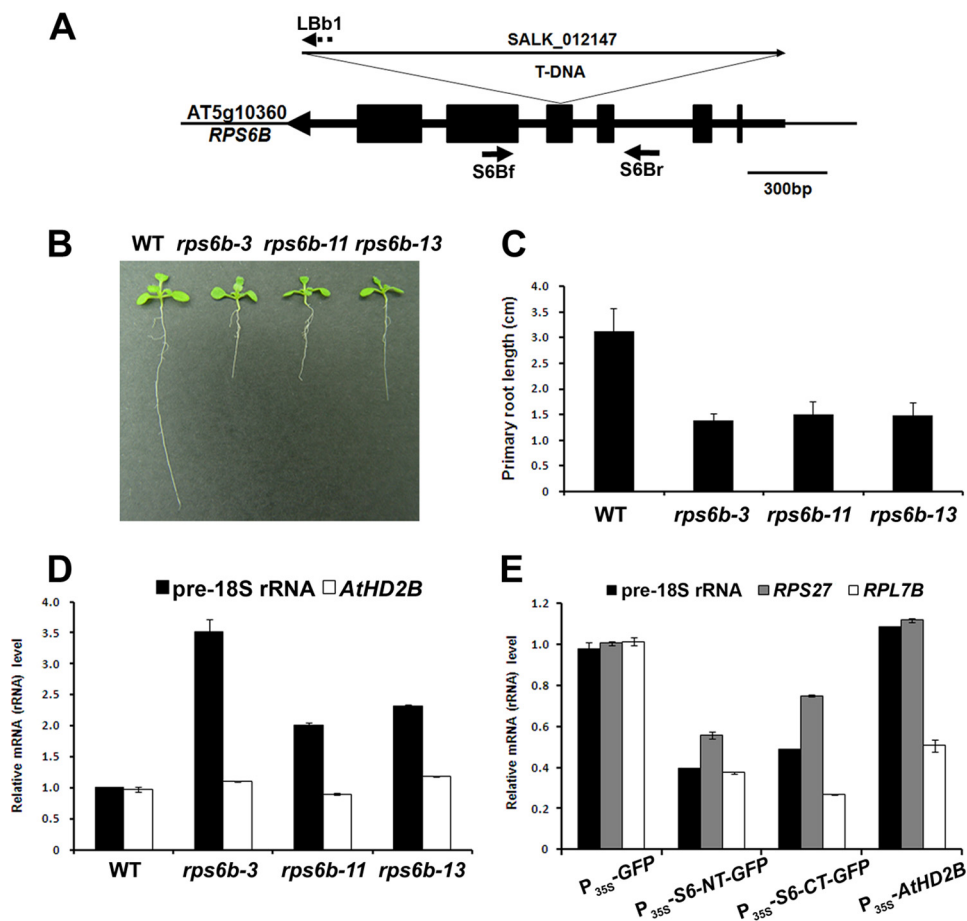 A
LBb1
SALK_012147
T-DNA
AT5g10360
RPS6B
S6Bf
S6Br
300bp
B
WT rps6b-3 rps6b-11 rps6b-13
C
Primary root length (cm)
4.0
3.5
3.0
2.5
2.0
1.5
1.0
0.5
0
WT rps6b-3 rps6b-11 rps6b-13
D
pre-18S rRNA AtHD2B
Relative mRNA (rRNA) level
4.0
3.5
3.0
2.5
2.0
1.5
1.0
0.5
0
WT rps6b-3 rps6b-11 rps6b-13
E
pre-18S rRNA RPS27 RPL7B
Relative mRNA (rRNA) level
1.2
1.0
0.8
0.6
0.4
0.2
0
P35S-GFP
P35S-S6-NT-GFP
P35S-S6-CT-GFP
P35S-AtHD2B